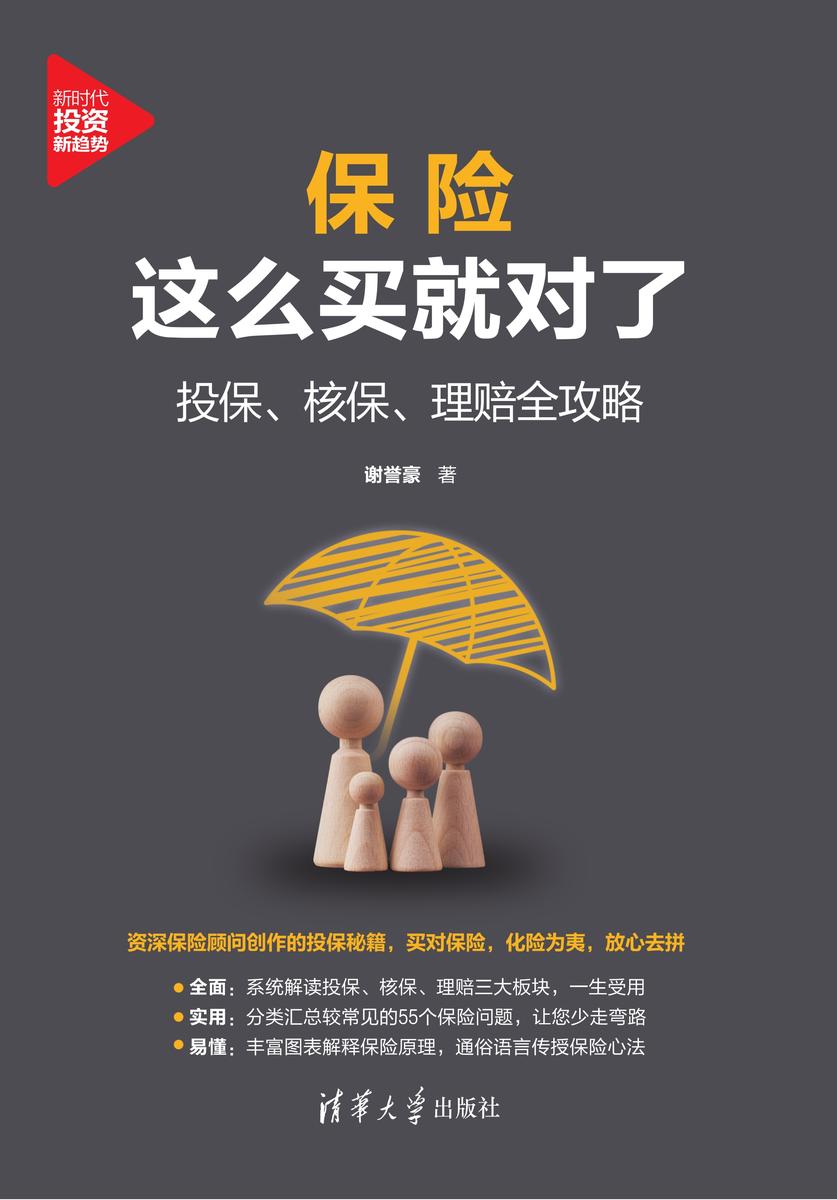 新时代
投资
新趋势
保险
这么买就对了
投保、核保、理赔全攻略
谢誉豪 著
资深保险顾问创作的投保秘籍，买对保险，化险为夷，放心去拼
●全面：系统解读投保、核保、理赔三大板块，一生受用
●实用：分类汇总较常见的55个保险问题，让您少走弯路
●易懂：丰富图表解释保险原理，通俗语言传授保险心法
清华大学出版社